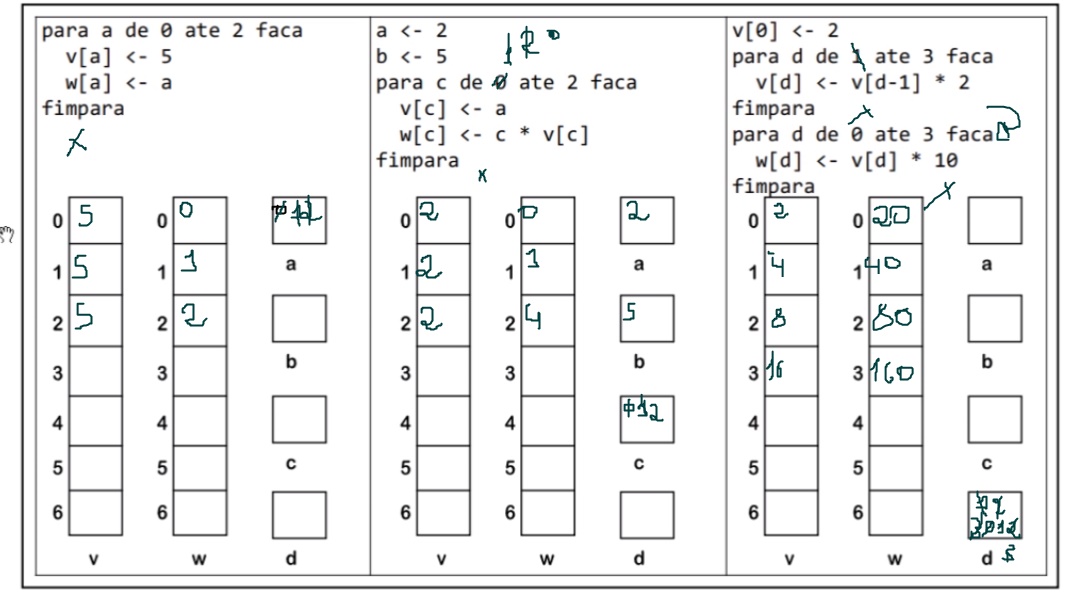 para a de 0 ate 2 faca
v[a] <- 5
w[a] <- a
fimpara
x
0 5 0 0
1 5 1 1 a
2 5 2 2
3 3 b
4 4
5 5 c
6 6
v w d
a <- 2
b <- 5
para c de 0 ate 2 faca
v[c] <- a
w[c] <- c * v[c]
fimpara
x
0 2 0 0 2
1 2 1 1 a
2 2 2 4 5
3 3 b
4 4 012
5 5 c
6 6
v w d
v[0] <- 2
para d de 1 ate 3 faca
v[d] <- v[d-1] * 2
fimpara
para d de 0 ate 3 faca
w[d] <- v[d] * 10
fimpara
x
0 2 0 20
1 4 1 40 a
2 8 2 80
3 16 3 160 b
4 4
5 5 c
6 6
v w d